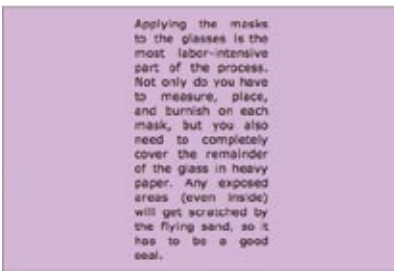 Applying the masks
to the glasses is the
most labor-intensive
part of the process.
Not only do you have
to measure, place,
and burnish on each
mask, but you also
need to completely
cover the remainder
of the glass in heavy
paper. Any exposed
areas (even inside)
will get scratched by
the flying sand, so it
has to be a good
seal.